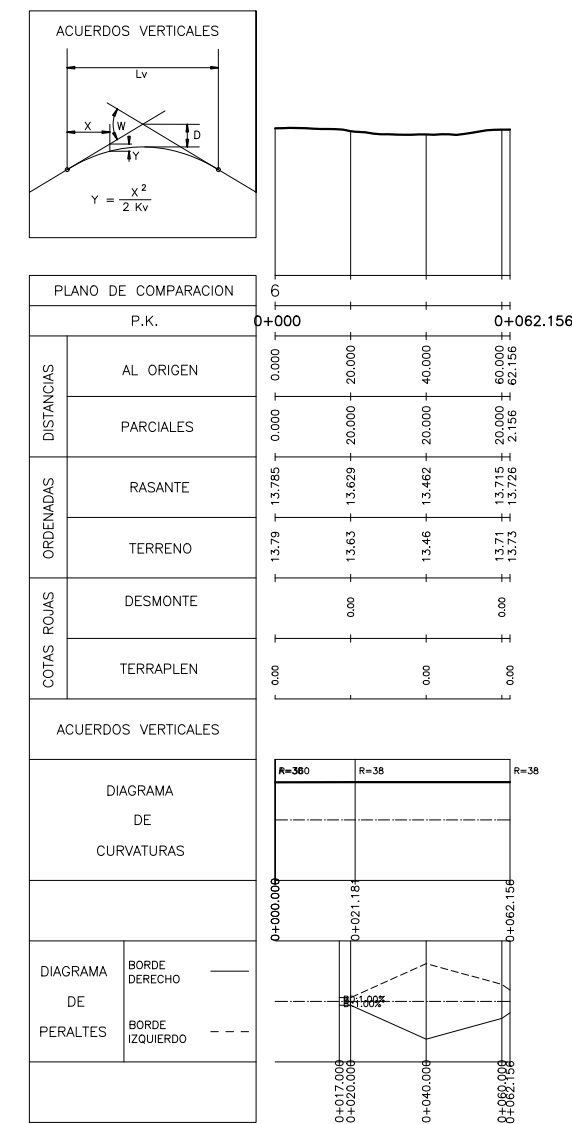 ACUERDOS VERTICALES
Lv
X
W
D
Y
Y = X² / 2 Kv
PLANO DE COMPARACION 6
P.K. 0+000 0+062.156
DISTANCIAS
AL ORIGEN 0.000 20.000 40.000 60.000 62.156
PARCIALES 0.000 20.000 20.000 20.000 2.156
ORDENADAS
RASANTE 13.785 13.629 13.462 13.715 13.726
TERRENO 13.79 13.63 13.46 13.71 13.73
COTAS ROJAS
DESMONTE 0.00 0.00
TERRAPLEN 0.00 0.00 0.00
ACUERDOS VERTICALES
DIAGRAMA
DE
CURVATURAS
R=38 R=38
0+000.000 0+021.181 0+062.156
DIAGRAMA
DE
PERALTES
BORDE
DERECHO
BORDE
IZQUIERDO
0+017.000 0+020.000 0+040.000 0+060.000 0+062.156